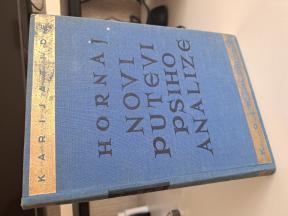 HORNAJ
NOVI
PUTEVI
PSIHO
ANALIZE